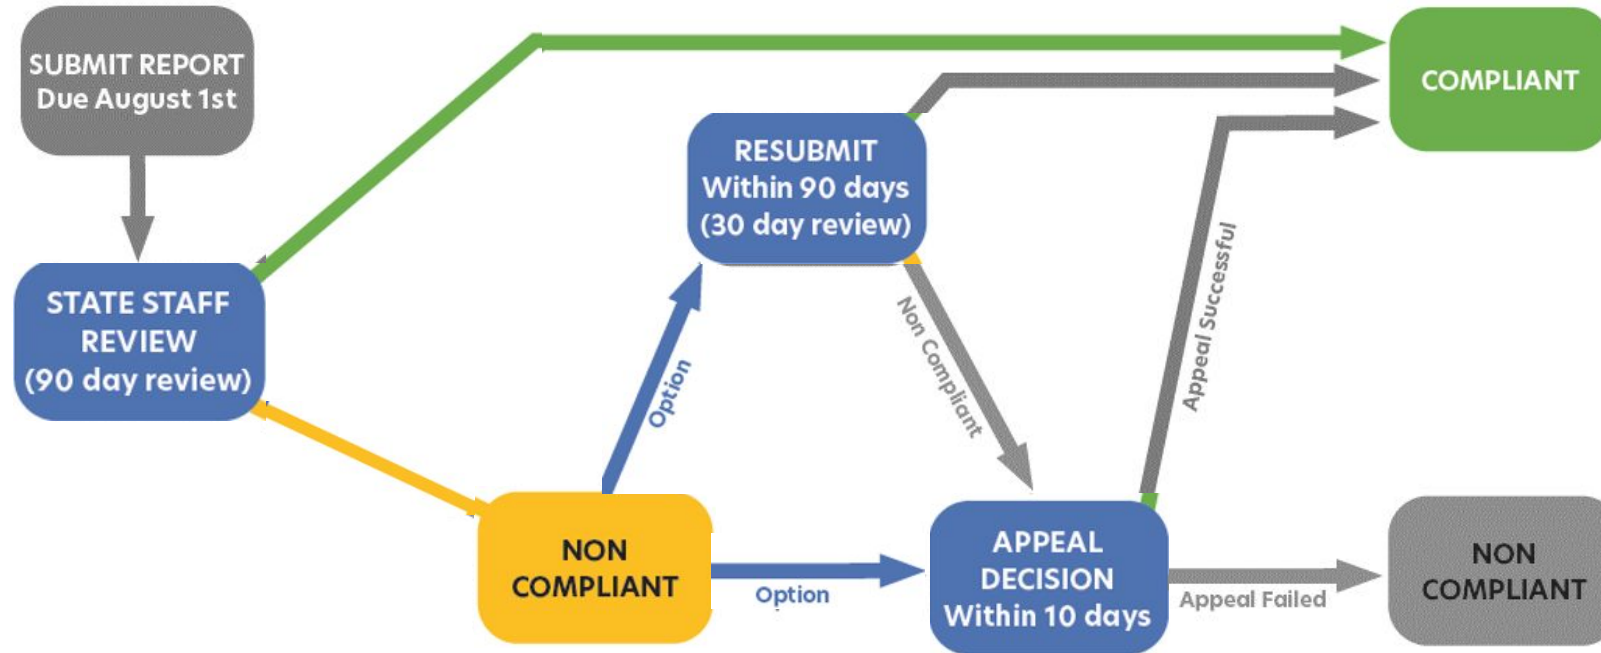 SUBMIT REPORT
Due August 1st
COMPLIANT
RESUBMIT
Within 90 days
(30 day review)
STATE STAFF
REVIEW
(90 day review)
Option
Non Compliant
Appeal Successful
NON
COMPLIANT
Option
APPEAL
DECISION
Within 10 days
Appeal Failed
NON
COMPLIANT